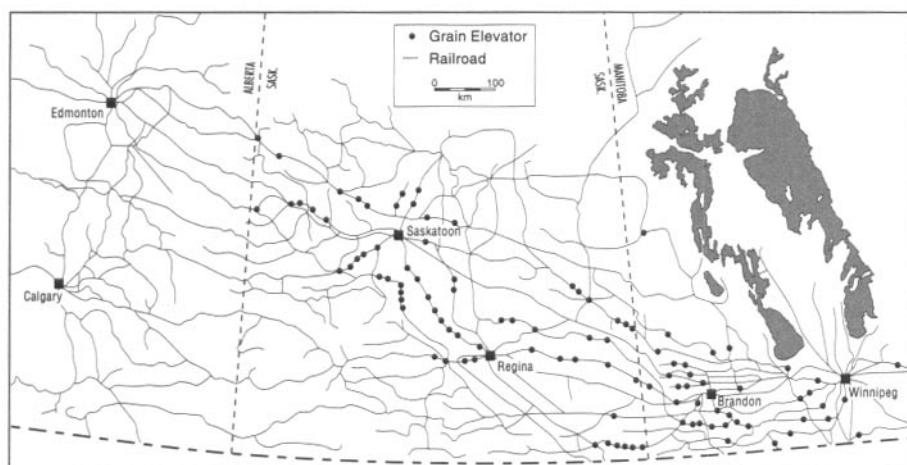 Grain Elevator
Railroad
0 100
km
ALBERTA
SASK.
SASK.
MANITOBA
Edmonton
Saskatoon
Calgary
Regina
Brandon
Winnipeg